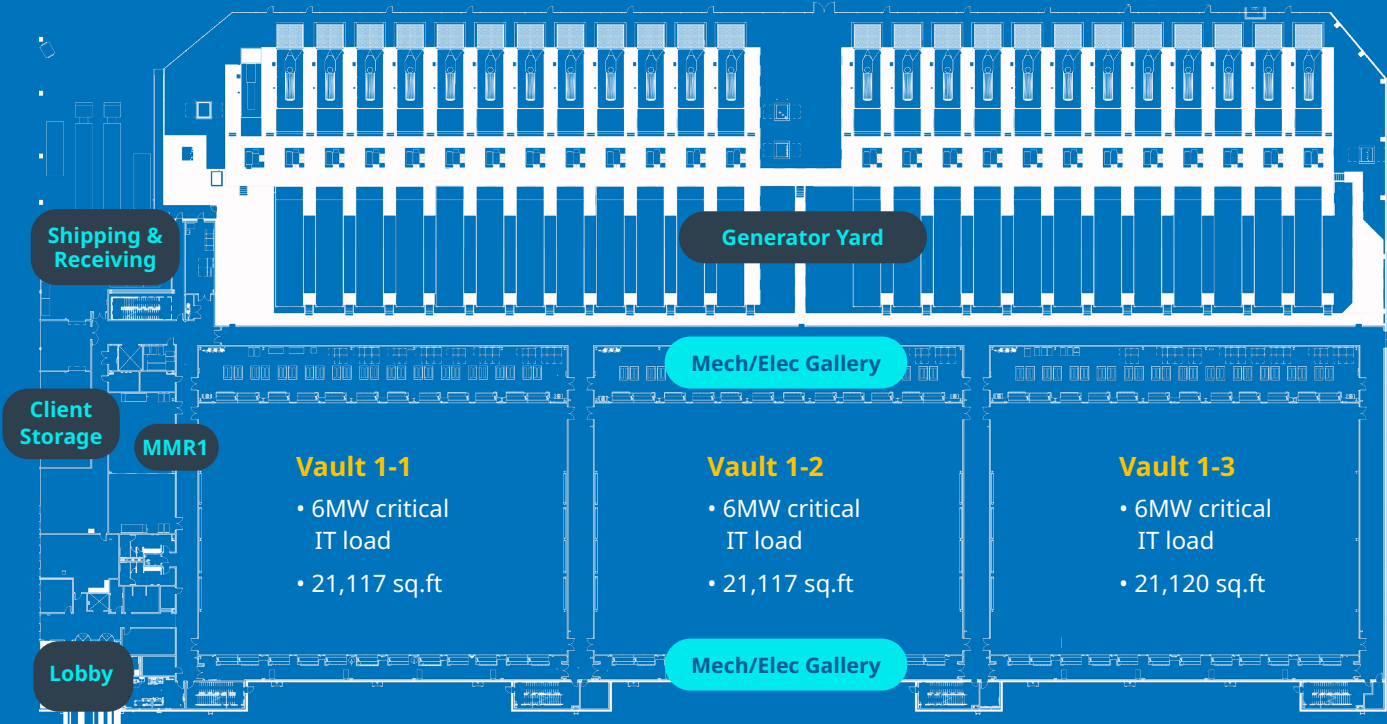 Shipping &
Receiving
Generator Yard
Mech/Elec Gallery
Client
Storage
MMR1
Vault 1-1
• 6MW critical
IT load
• 21,117 sq.ft
Vault 1-2
• 6MW critical
IT load
• 21,117 sq.ft
Vault 1-3
• 6MW critical
IT load
• 21,120 sq.ft
Lobby
Mech/Elec Gallery